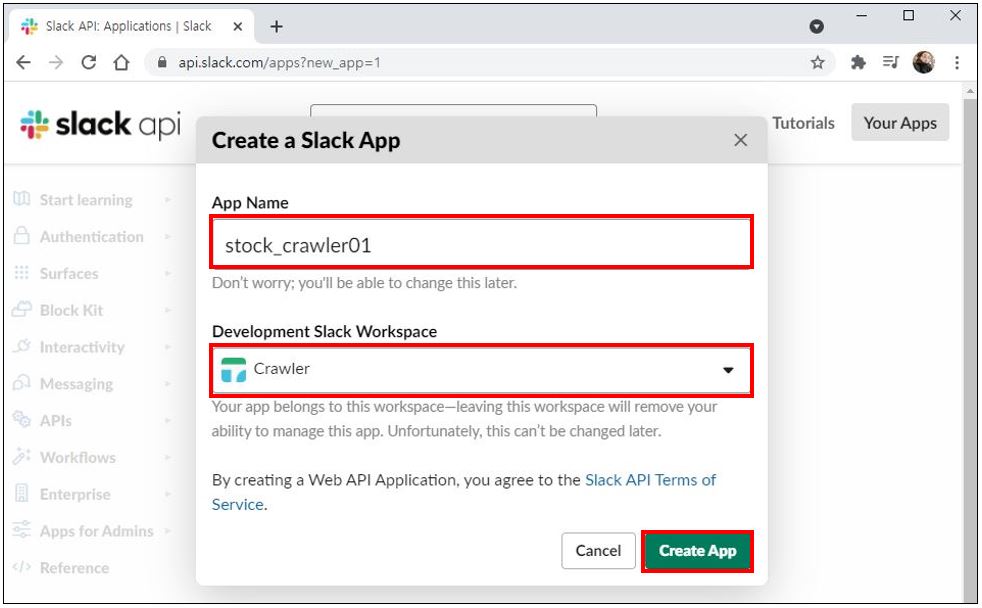 Slack API: Applications | Slack
api.slack.com/apps?new_app=1
slack api
Tutorials
Your Apps
Create a Slack App
Start learning
Authentication
Surfaces
Block Kit
Interactivity
Messaging
APIs
Workflows
Enterprise
Apps for Admins
Reference
App Name
stock_crawler01
Don't worry; you'll be able to change this later.
Development Slack Workspace
Crawler
Your app belongs to this workspace—leaving this workspace will remove your
ability to manage this app. Unfortunately, this can't be changed later.
By creating a Web API Application, you agree to the Slack API Terms of
Service.
Cancel
Create App